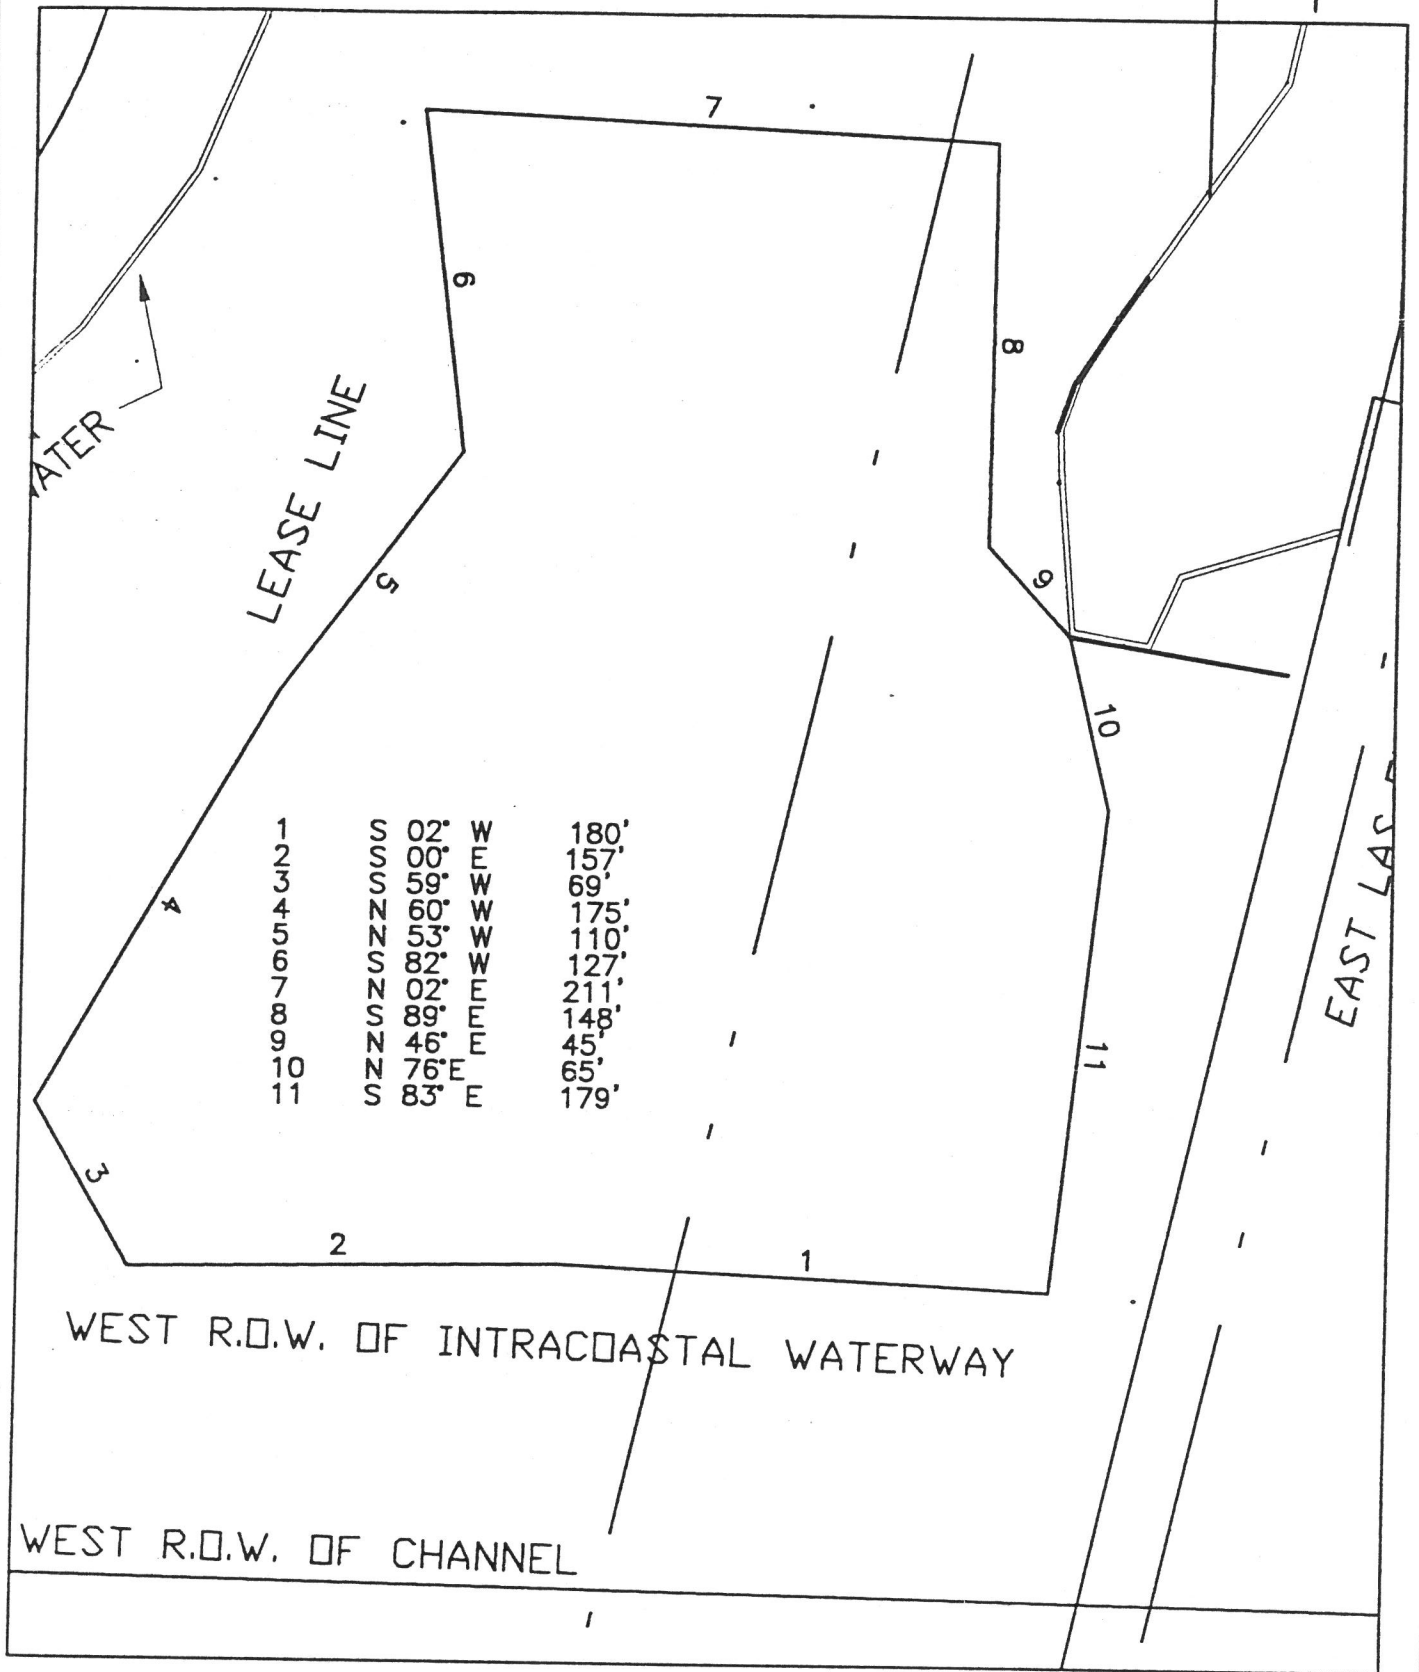 7
6
8
LEASE LINE
5
9
10
1 S 02° W 180'
2 S 00° E 157'
3 S 59° W 69'
4 N 60° W 175'
5 N 53° W 110'
6 S 82° W 127'
7 N 02° E 211'
8 S 89° E 148'
9 N 46° E 45'
10 N 76°E 65'
11 S 83° E 179'
4
EAST LAS
11
3
2
1
WEST R.O.W. OF INTRACOASTAL WATERWAY
WEST R.O.W. OF CHANNEL